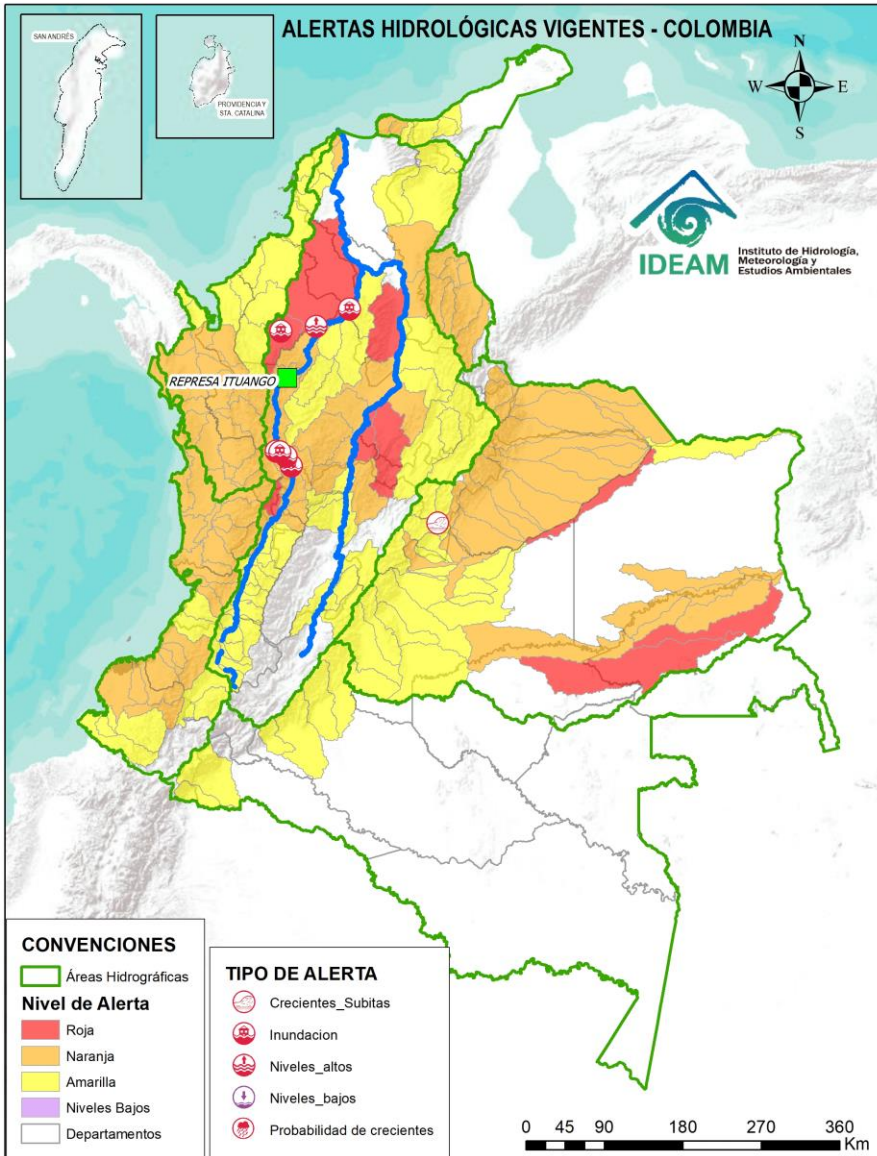 ALERTAS HIDROLÓGICAS VIGENTES - COLOMBIA
SAN ANDRÉS
PROVIDENCIA Y
STA. CATALINA
N
W
E
S
IDEAM
Instituto de Hidrología,
Meteorología y
Estudios Ambientales
REPRESA ITUANGO
CONVENCIONES
Áreas Hidrográficas
Nivel de Alerta
Roja
Naranja
Amarilla
Niveles Bajos
Departamentos
TIPO DE ALERTA
Crecientes_Subitas
Inundacion
Niveles_altos
Niveles_bajos
Probabilidad de crecientes
0 45 90 180 270 360
Km